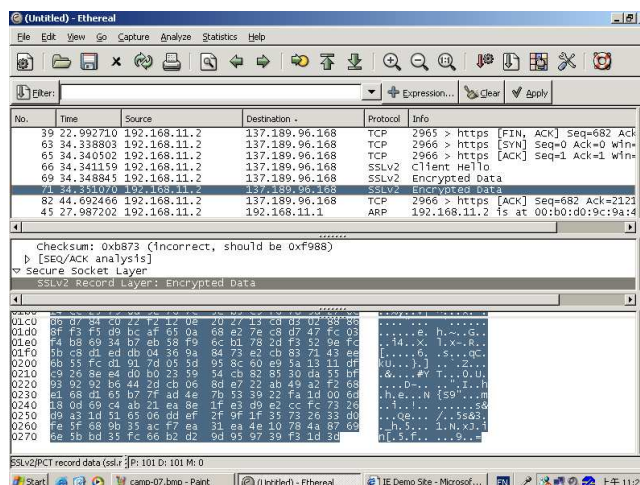 (Untitled) - Ethereal
File Edit View Go Capture Analyze Statistics Help
Filter: Expression... Clear Apply
No. Time Source Destination Protocol Info
39 22.992710 192.168.11.2 137.189.96.168 TCP 2965 > https [FIN, ACK] Seq=682 Ack
63 34.338803 192.168.11.2 137.189.96.168 TCP 2966 > https [SYN] Seq=0 Ack=0 Win=
65 34.340502 192.168.11.2 137.189.96.168 TCP 2966 > https [ACK] Seq=1 Ack=1 Win=
66 34.341159 192.168.11.2 137.189.96.168 SSLv2 Client Hello
69 34.348845 192.168.11.2 137.189.96.168 SSLv2 Encrypted Data
71 34.351070 192.168.11.2 137.189.96.168 SSLv2 Encrypted Data
82 44.692466 192.168.11.2 137.189.96.168 TCP 2966 > https [ACK] Seq=682 Ack=2121
45 27.987202 192.168.11.2 192.168.11.1 ARP 192.168.11.2 is at 00:b0:d0:9c:9a:4
Checksum: 0xb873 (incorrect, should be 0xf988)
[SEQ/ACK analysis]
Secure Socket Layer
SSLv2 Record Layer: Encrypted Data
01c0
01d0 8f f3 f5 d9 bc af 65 0a 68 e2 7e c8 d7 47 fc 03
01e0 f4 b8 69 34 b7 eb 58 f9 6c b1 78 2d f3 52 9e fc
01f0 5b c8 d1 ed db 04 36 9a 84 73 e2 cb 83 71 43 ee
0200 6b 55 fc d1 91 7d 05 5d 95 8c 60 e9 5a 13 11 df
0210 c9 26 8e e4 d0 b0 23 59 54 cb 82 85 30 da 55 bf
0220 93 92 92 b6 44 2d cb 06 8d e7 22 ab 49 a2 f2 68
0230 e1 68 d1 65 b7 7f ad 4e 7b 53 39 22 fa 1d 00 6d
0240 18 0d 69 c4 ab 21 ea 8e 1f e3 d9 e2 cc fc 73 26
0250 d9 a3 1d 51 65 06 dd ef 2f 9f 1f 35 73 26 33 d0
0260 fe 5f 68 9b 35 ac f7 ea 31 ea 4e 10 78 4a 87 69
0270 6e 5b bd 35 fc 66 b2 d2 9d 95 97 39 f3 1d 3d
SSLv2/PCT record data (ssl.r P: 101 D: 101 M: 0
Start camp-07.bmp - Paint (Untitled) - Ethereal IE Demo Site - Microsof... EN